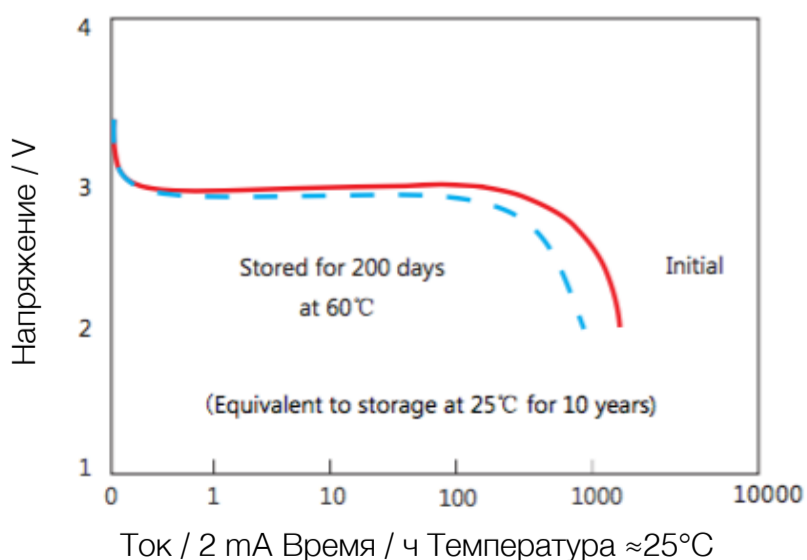 4
3
2
1
Напряжение / V
Stored for 200 days
at 60℃
Initial
(Equivalent to storage at 25℃ for 10 years)
0 1 10 100 1000 10000
Ток / 2 mA Время / ч Температура ≈25°C